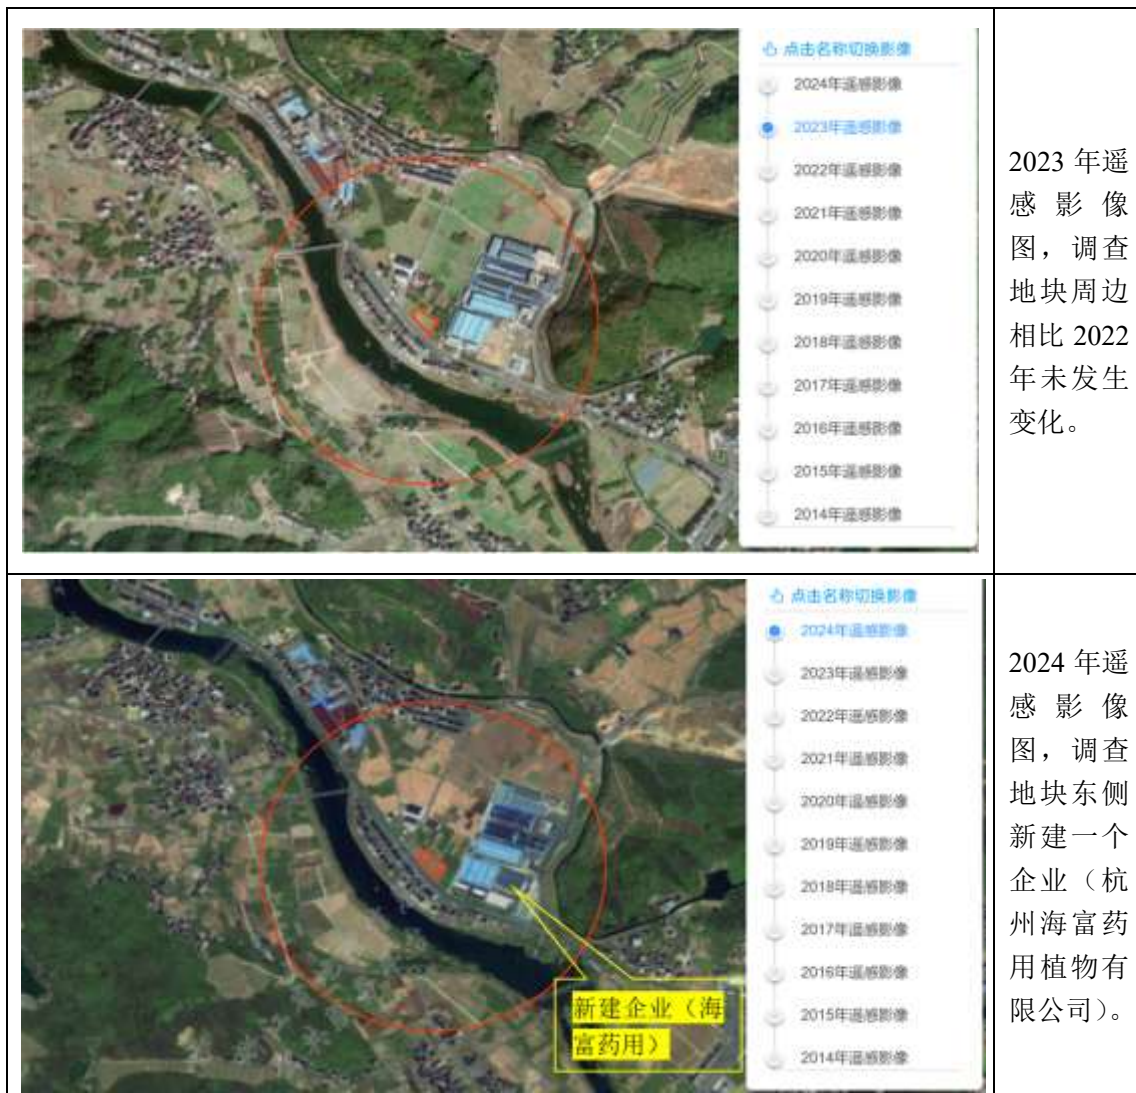 点击名称切换影像
2024年遥感影像
2023年遥感影像
2022年遥感影像
2021年遥感影像
2020年遥感影像
2019年遥感影像
2018年遥感影像
2017年遥感影像
2016年遥感影像
2015年遥感影像
2014年遥感影像
2023 年遥
感影像
图，调查
地块周边
相比 2022
年未发生
变化。
点击名称切换影像
2024年遥感影像
2023年遥感影像
2022年遥感影像
2021年遥感影像
2020年遥感影像
2019年遥感影像
2018年遥感影像
2017年遥感影像
2016年遥感影像
2015年遥感影像
2014年遥感影像
新建企业（海
富药用）
2024 年遥
感影像
图，调查
地块东侧
新建一个
企业（杭
州海富药
用植物有
限公司）。